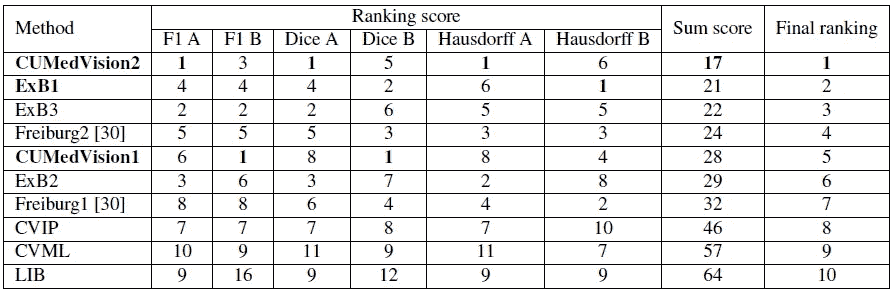 Method Ranking score Sum score Final ranking
F1 A F1 B Dice A Dice B Hausdorff A Hausdorff B
CUMedVision2 1 3 1 5 1 6 17 1
ExB1 4 4 4 2 6 1 21 2
ExB3 2 2 2 6 5 5 22 3
Freiburg2 [30] 5 5 5 3 3 3 24 4
CUMedVision1 6 1 8 1 8 4 28 5
ExB2 3 6 3 7 2 8 29 6
Freiburg1 [30] 8 8 6 4 4 2 32 7
CVIP 7 7 7 8 7 10 46 8
CVML 10 9 11 9 11 7 57 9
LIB 9 16 9 12 9 9 64 10